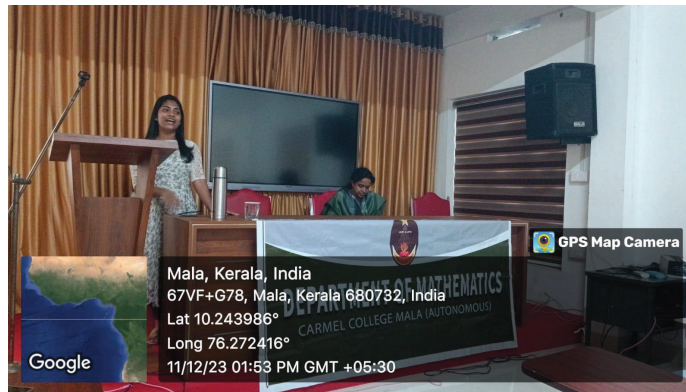 GPS Map Camera
DEPARTMENT OF MATHEMATICS
CARMEL COLLEGE MALA (AUTONOMOUS)
Mala, Kerala, India
67VF+G78, Mala, Kerala 680732, India
Lat 10.243986°
Long 76.272416°
11/12/23 01:53 PM GMT +05:30
Google